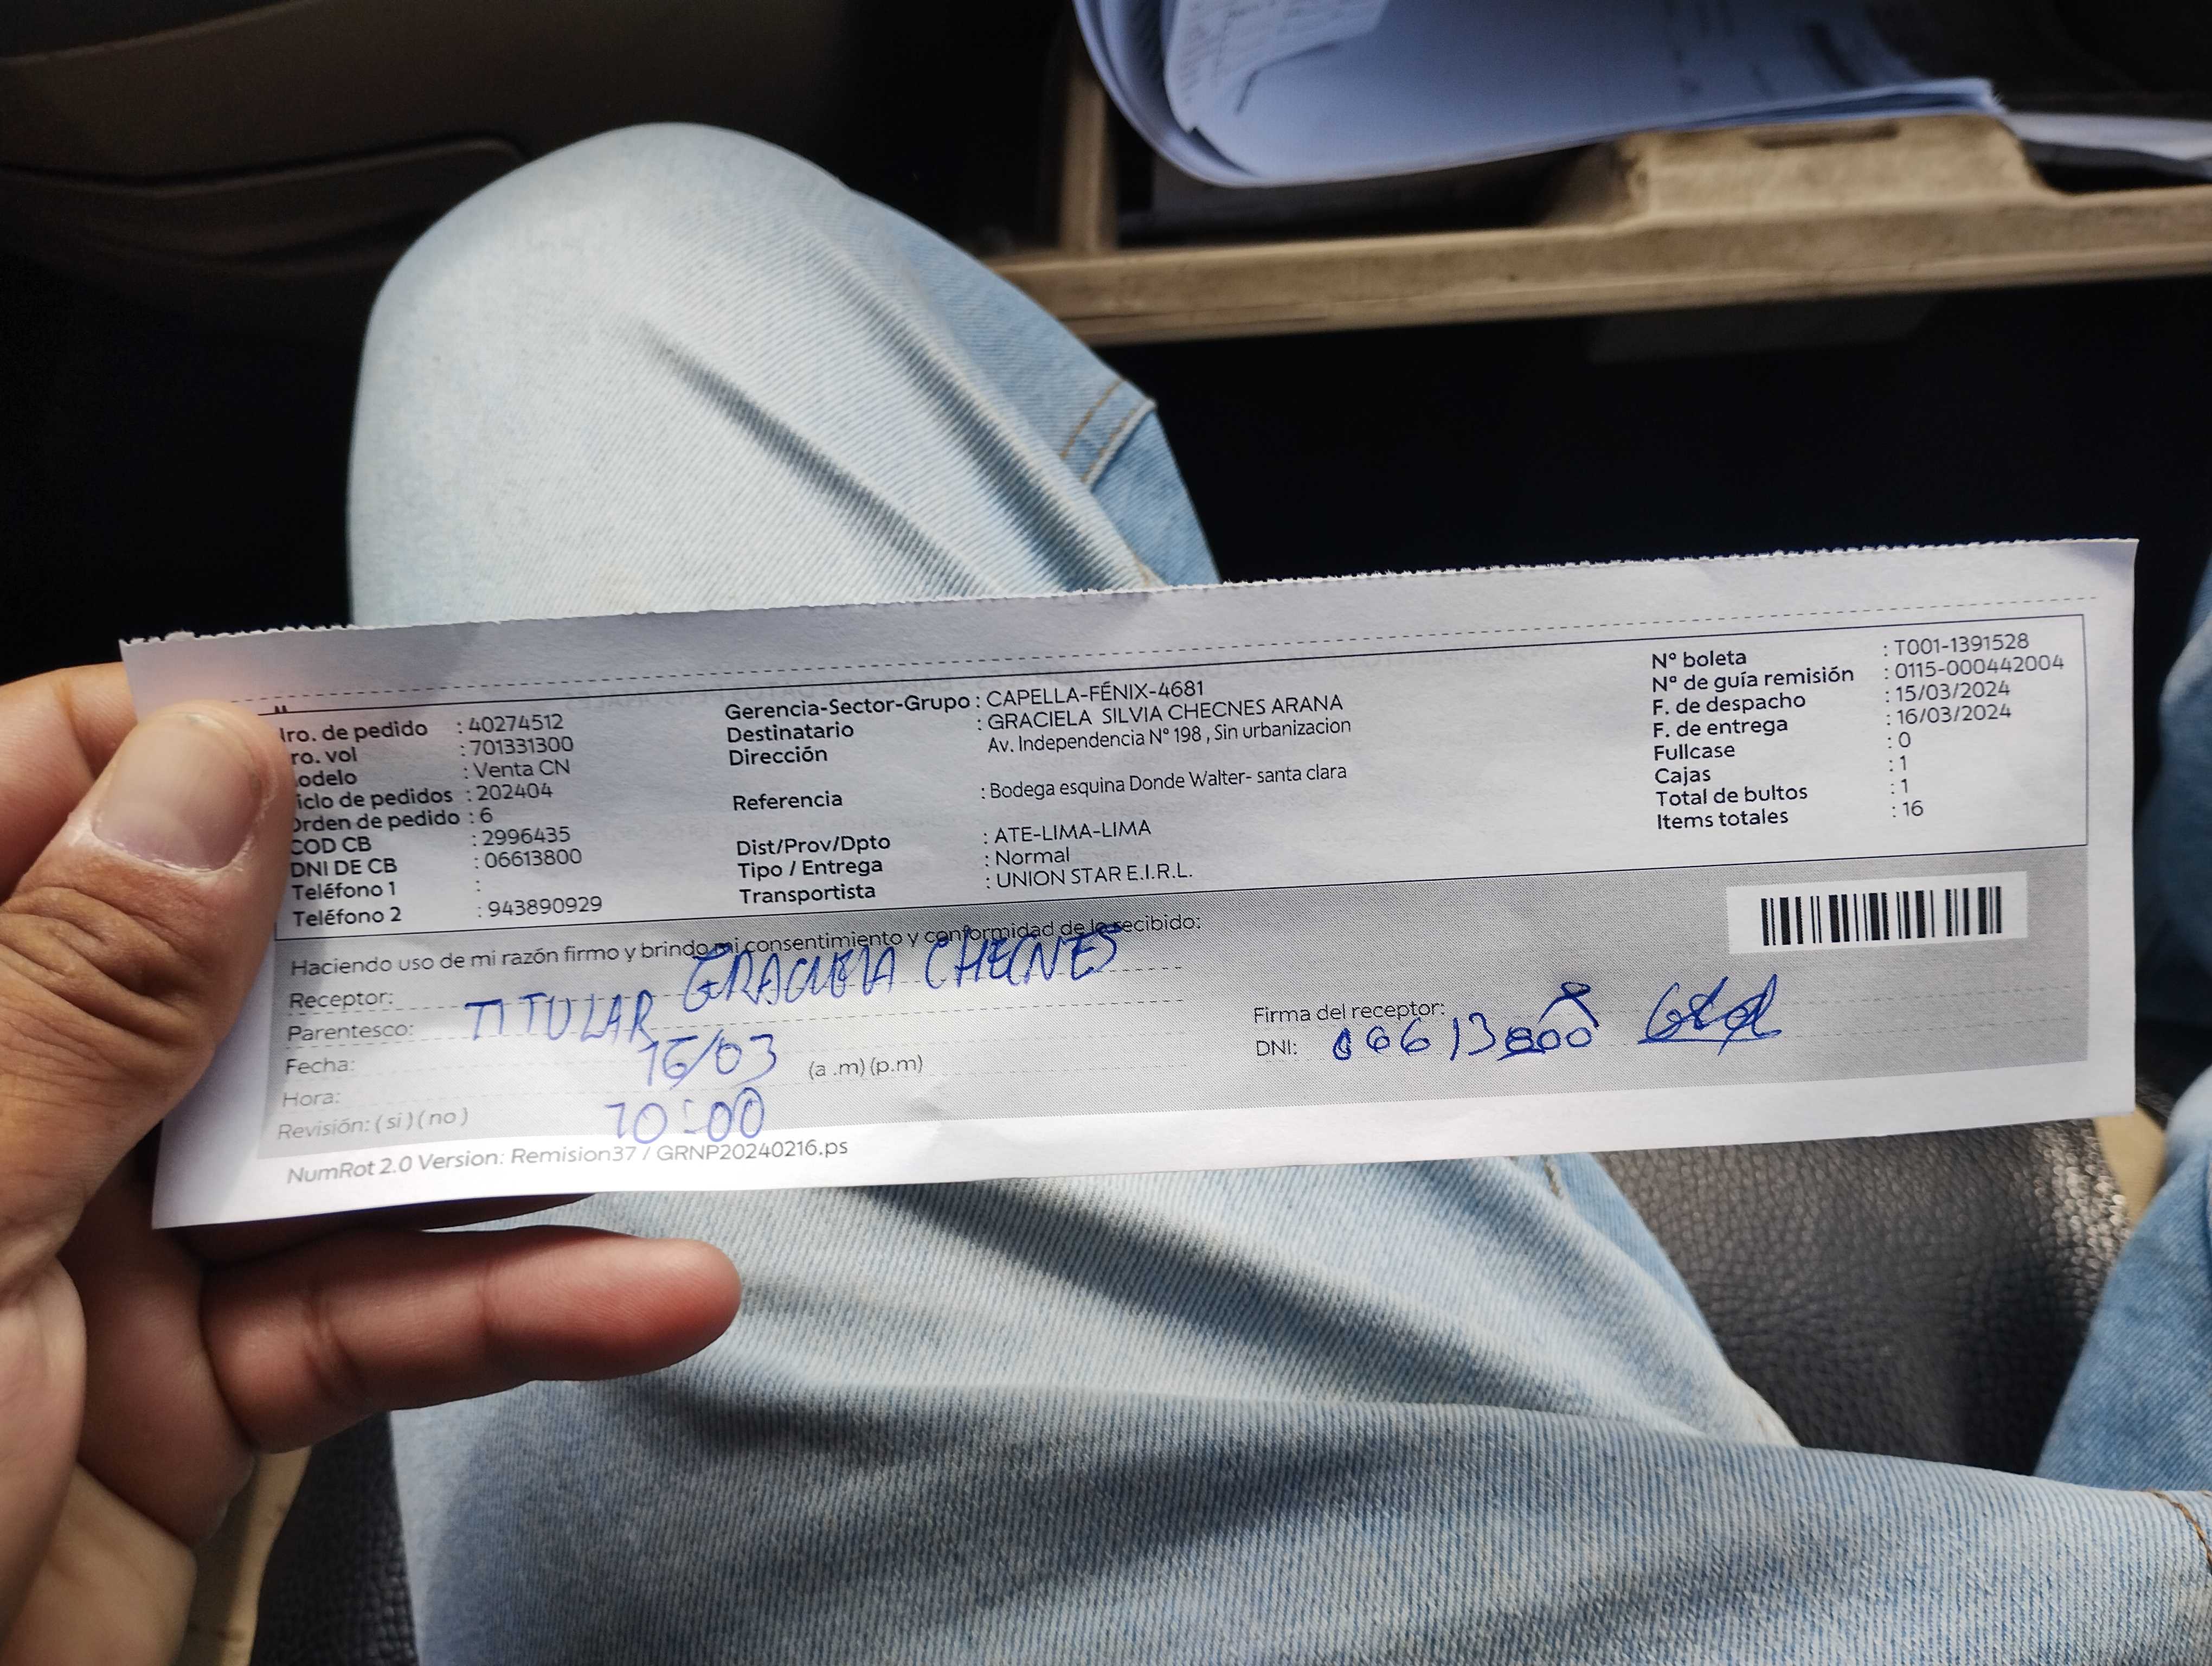 Nro. de pedido : 40274512
ro. vol : 701331300
odelo : Venta CN
iclo de pedidos : 202404
Orden de pedido : 6
COD CB : 2996435
DNI DE CB : 06613800
Teléfono 1 :
Teléfono 2 : 943890929
Gerencia-Sector-Grupo : CAPELLA-FÉNIX-4681
Destinatario : GRACIELA SILVIA CHECNES ARANA
Dirección Av. Independencia N° 198 , Sin urbanizacion
Referencia : Bodega esquina Donde Walter- santa clara
Dist/Prov/Dpto : ATE-LIMA-LIMA
Tipo / Entrega : Normal
Transportista : UNION STAR E.I.R.L.
Nº boleta : T001-1391528
Nº de guía remisión : 0115-000442004
F. de despacho : 15/03/2024
F. de entrega : 16/03/2024
Fullcase : 0
Cajas : 1
Total de bultos : 1
Items totales : 16
Haciendo uso de mi razón firmo y brindo mi consentimiento y conformidad de lo recibido:
Receptor: GRACIELA CHECNES
Parentesco: TITULAR
Fecha: 16/03
Hora: 10:00 (a .m) (p.m)
Revisión: ( si ) ( no )
Firma del receptor:
DNI: 06613800
NumRot 2.0 Version: Remision37 / GRNP20240216.ps